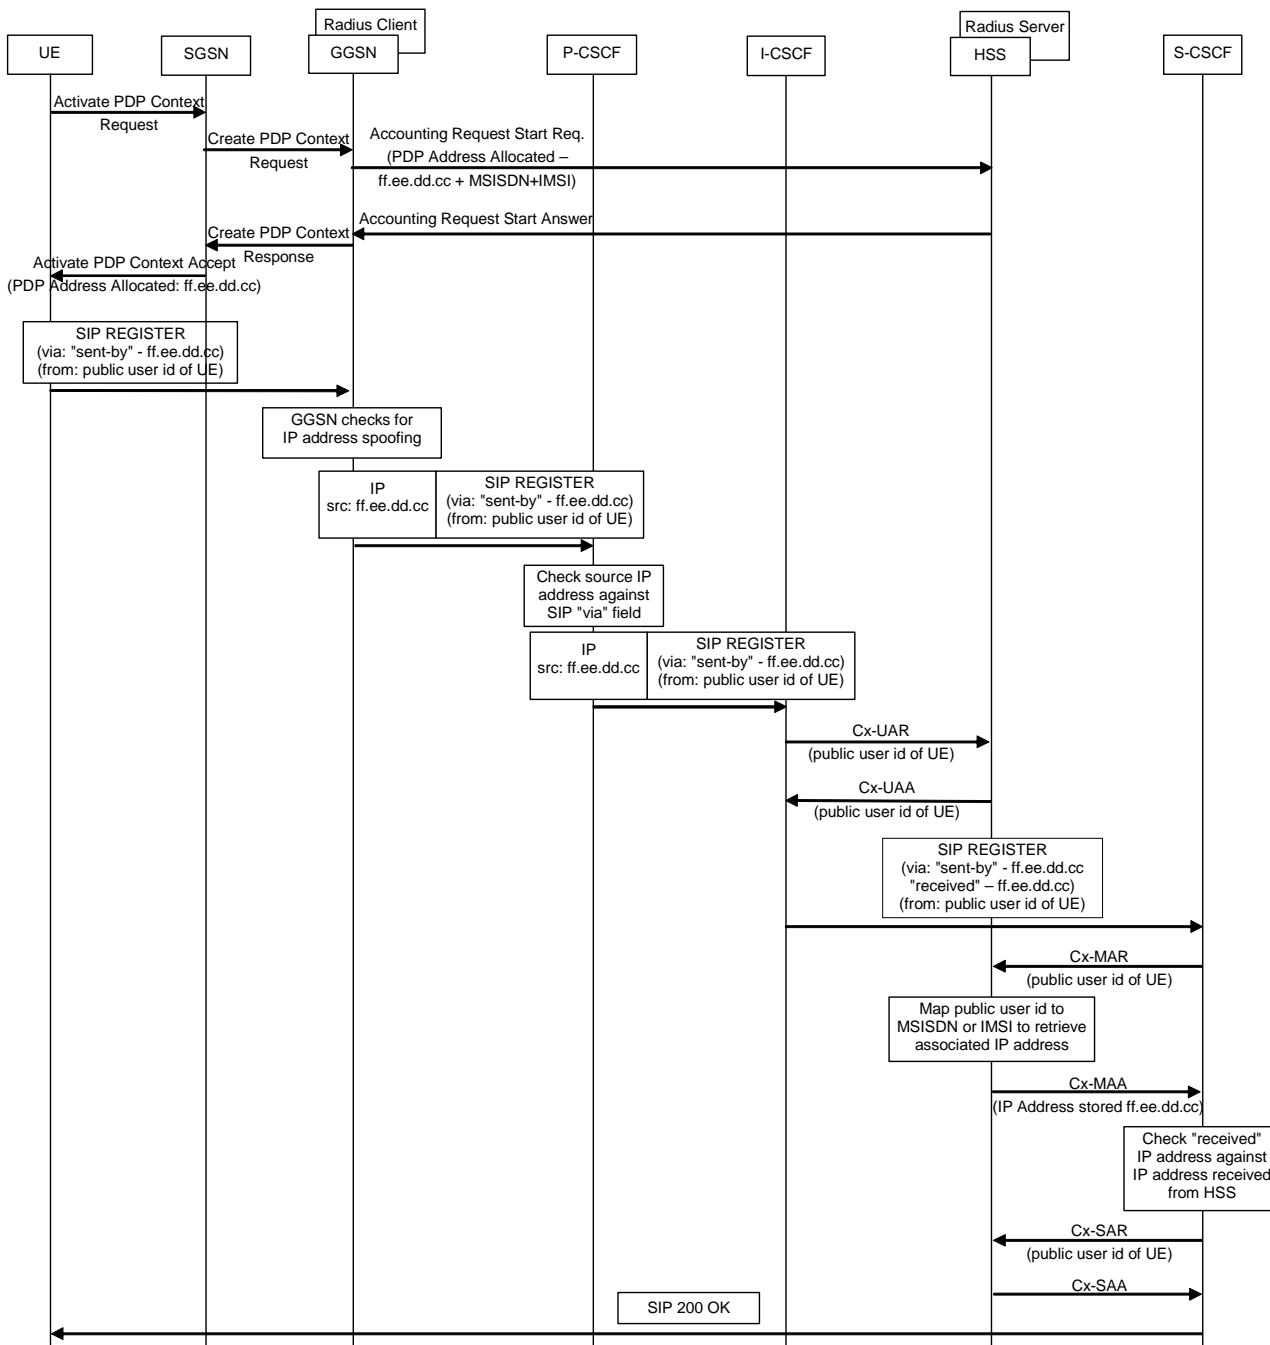 Radius Client
Radius Server
UE
SGSN
GGSN
P-CSCF
I-CSCF
HSS
S-CSCF
Activate PDP Context
Request
Create PDP Context
Request
Accounting Request Start Req.
(PDP Address Allocated –
ff.ee.dd.cc + MSISDN+IMSI)
Accounting Request Start Answer
Create PDP Context
Response
Activate PDP Context Accept
(PDP Address Allocated: ff.ee.dd.cc)
SIP REGISTER
(via: "sent-by" - ff.ee.dd.cc)
(from: public user id of UE)
GGSN checks for
IP address spoofing
IP
src: ff.ee.dd.cc
SIP REGISTER
(via: "sent-by" - ff.ee.dd.cc)
(from: public user id of UE)
Check source IP
address against
SIP "via" field
IP
src: ff.ee.dd.cc
SIP REGISTER
(via: "sent-by" - ff.ee.dd.cc)
(from: public user id of UE)
Cx-UAR
(public user id of UE)
Cx-UAA
(public user id of UE)
SIP REGISTER
(via: "sent-by" - ff.ee.dd.cc
"received" – ff.ee.dd.cc)
(from: public user id of UE)
Cx-MAR
(public user id of UE)
Map public user id to
MSISDN or IMSI to retrieve
associated IP address
Cx-MAA
(IP Address stored ff.ee.dd.cc)
Check "received"
IP address against
IP address received
from HSS
Cx-SAR
(public user id of UE)
Cx-SAA
SIP 200 OK